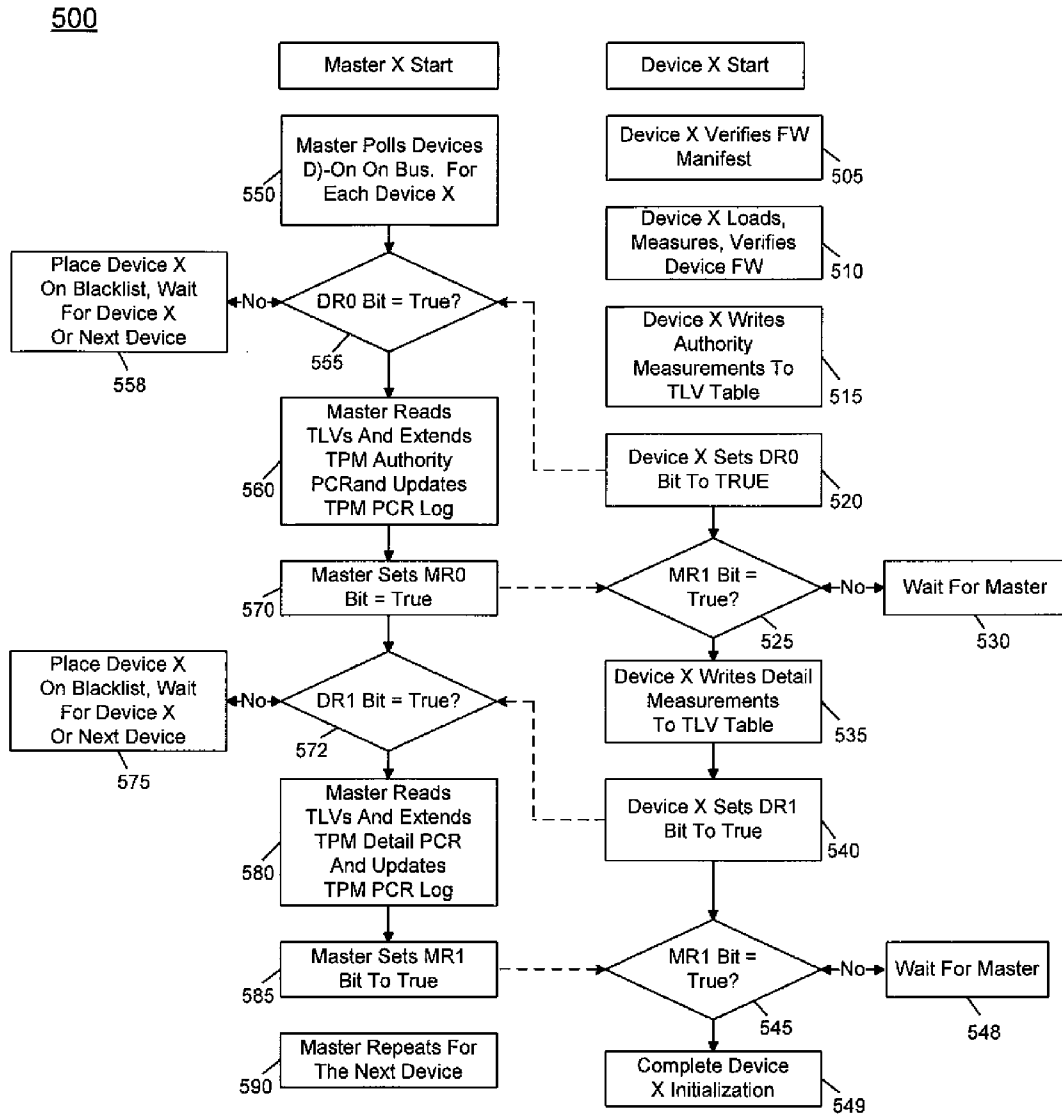 500
Master X Start
Device X Start
Master Polls Devices
D)-On On Bus. For
Each Device X
550
Device X Verifies FW
Manifest
505
Device X Loads,
Measures, Verifies
Device FW
510
Place Device X
On Blacklist, Wait
For Device X
Or Next Device
558
No
DR0 Bit = True?
555
Device X Writes
Authority
Measurements To
TLV Table
515
Master Reads
TLVs And Extends
TPM Authority
PCRand Updates
TPM PCR Log
560
Device X Sets DR0
Bit To TRUE
520
Master Sets MR0
Bit = True
570
MR1 Bit =
True?
525
No
Wait For Master
530
Place Device X
On Blacklist, Wait
For Device X
Or Next Device
575
No
DR1 Bit = True?
572
Device X Writes Detail
Measurements
To TLV Table
535
Master Reads
TLVs And Extends
TPM Detail PCR
And Updates
TPM PCR Log
580
Device X Sets DR1
Bit To True
540
Master Sets MR1
Bit To True
585
MR1 Bit =
True?
545
No
Wait For Master
548
Master Repeats For
The Next Device
590
Complete Device
X Initialization
549